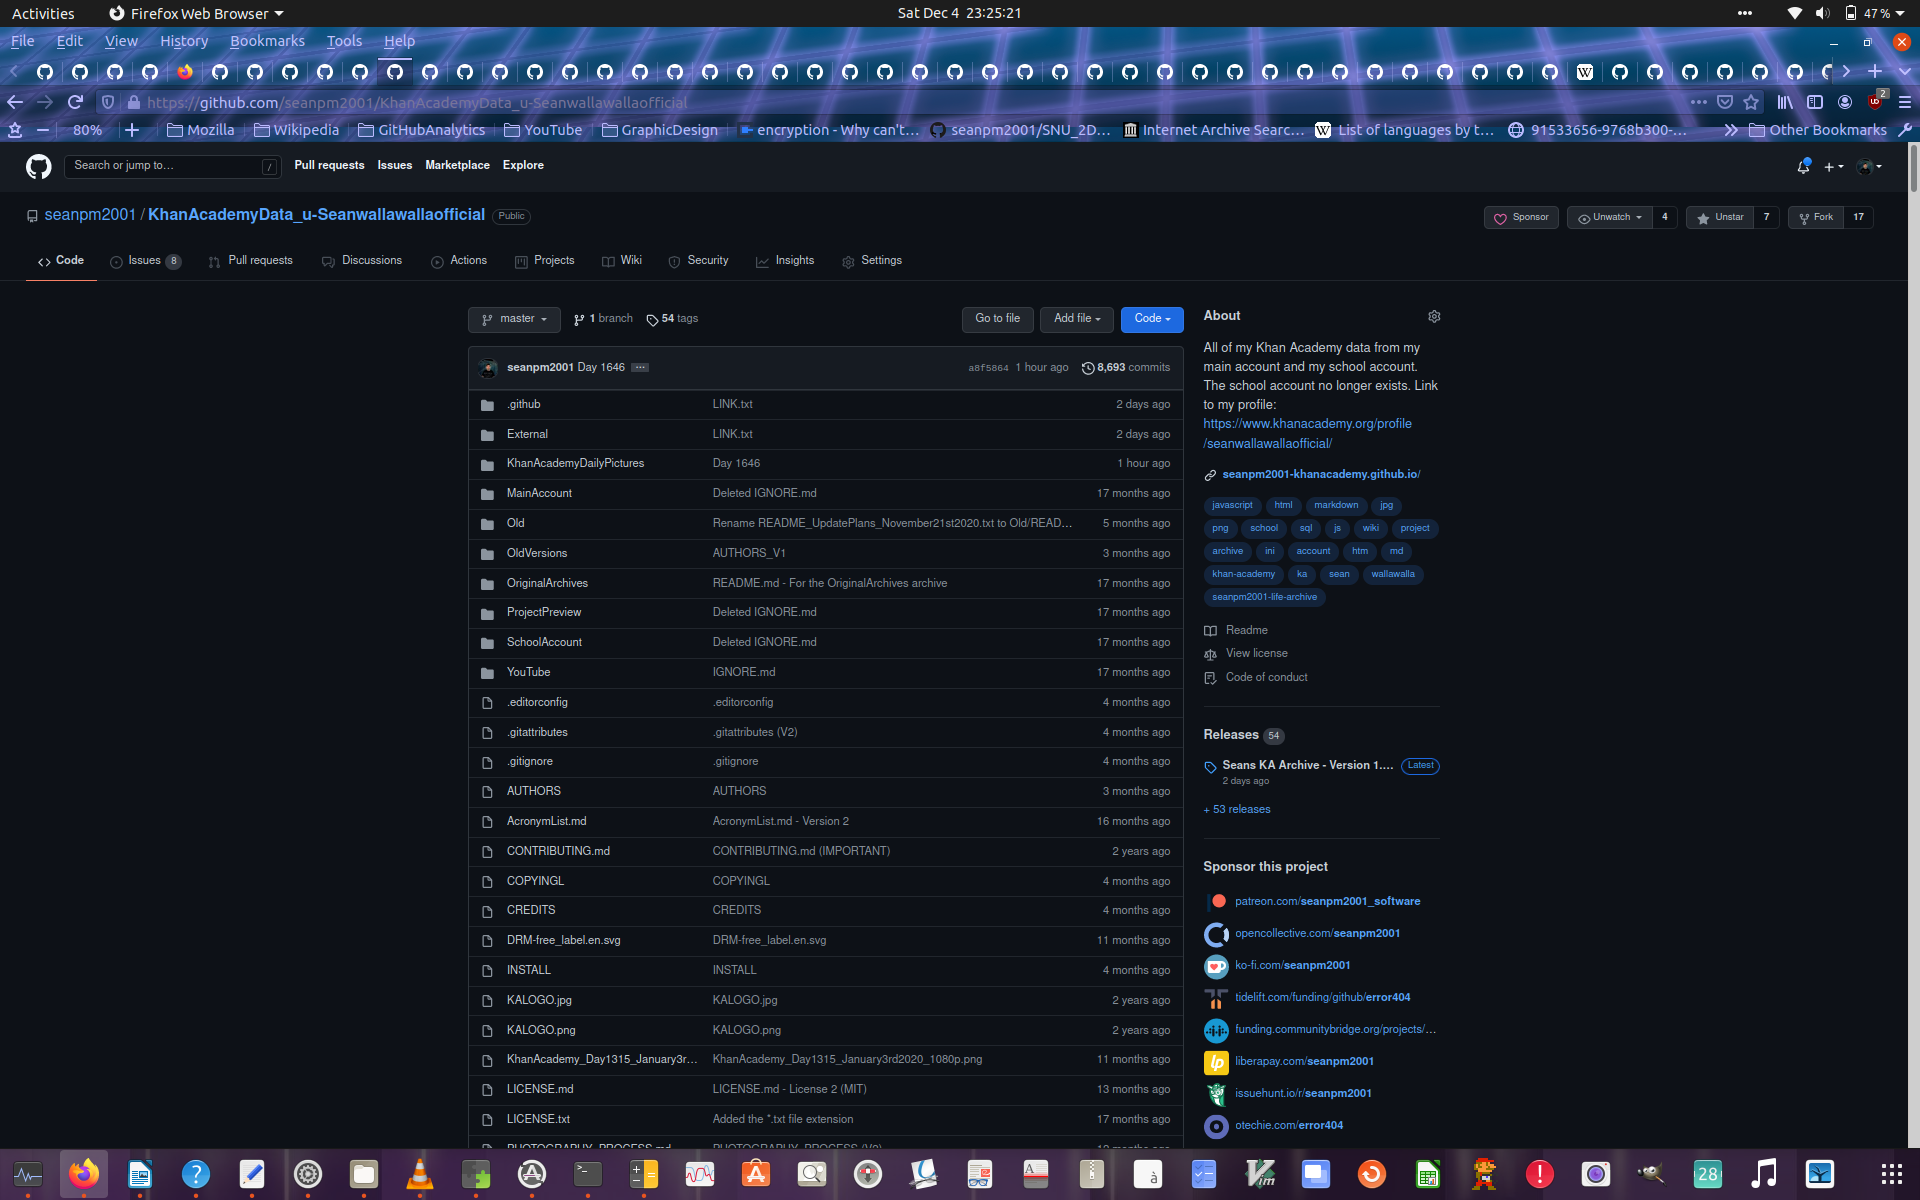 Activities Firefox Web Browser Sat Dec 4 23:25:21 47 %
File Edit View History Bookmarks Tools Help
https://github.com/seanpm2001/KhanAcademyData_u-Seanwallawallaofficial 2
80% Mozilla Wikipedia GitHubAnalytics YouTube GraphicDesign encryption - Why can't… seanpm2001/SNU_2D… Internet Archive Searc… List of languages by t… 91533656-9768b300-… Other Bookmarks
Search or jump to… / Pull requests Issues Marketplace Explore
seanpm2001 / KhanAcademyData_u-Seanwallawallaofficial Public Sponsor Unwatch 4 Unstar 7 Fork 17
Code Issues 8 Pull requests Discussions Actions Projects Wiki Security Insights Settings
master 1 branch 54 tags Go to file Add file Code
seanpm2001 Day 1646 … a8f5864 1 hour ago 8,693 commits
.github LINK.txt 2 days ago
External LINK.txt 2 days ago
KhanAcademyDailyPictures Day 1646 1 hour ago
MainAccount Deleted IGNORE.md 17 months ago
Old Rename README_UpdatePlans_November21st2020.txt to Old/READ… 5 months ago
OldVersions AUTHORS_V1 3 months ago
OriginalArchives README.md - For the OriginalArchives archive 17 months ago
ProjectPreview Deleted IGNORE.md 17 months ago
SchoolAccount Deleted IGNORE.md 17 months ago
YouTube IGNORE.md 17 months ago
.editorconfig .editorconfig 4 months ago
.gitattributes .gitattributes (V2) 4 months ago
.gitignore .gitignore 4 months ago
AUTHORS AUTHORS 3 months ago
AcronymList.md AcronymList.md - Version 2 16 months ago
CONTRIBUTING.md CONTRIBUTING.md (IMPORTANT) 2 years ago
COPYINGL COPYINGL 4 months ago
CREDITS CREDITS 4 months ago
DRM-free_label.en.svg DRM-free_label.en.svg 11 months ago
INSTALL INSTALL 4 months ago
KALOGO.jpg KALOGO.jpg 2 years ago
KALOGO.png KALOGO.png 2 years ago
KhanAcademy_Day1315_January3r… KhanAcademy_Day1315_January3rd2020_1080p.png 11 months ago
LICENSE.md LICENSE.md - License 2 (MIT) 13 months ago
LICENSE.txt Added the *.txt file extension 17 months ago
About
All of my Khan Academy data from my
main account and my school account.
The school account no longer exists. Link
to my profile:
https://www.khanacademy.org/profile
/seanwallawallaofficial/
seanpm2001-khanacademy.github.io/
javascript html markdown jpg
png school sql js wiki project
archive ini account htm md
khan-academy ka sean wallawalla
seanpm2001-life-archive
Readme
View license
Code of conduct
Releases 54
Seans KA Archive - Version 1.… Latest
2 days ago
+ 53 releases
Sponsor this project
patreon.com/seanpm2001_software
opencollective.com/seanpm2001
ko-fi.com/seanpm2001
tidelift.com/funding/github/error404
funding.communitybridge.org/projects/…
liberapay.com/seanpm2001
issuehunt.io/r/seanpm2001
otechie.com/error404
28